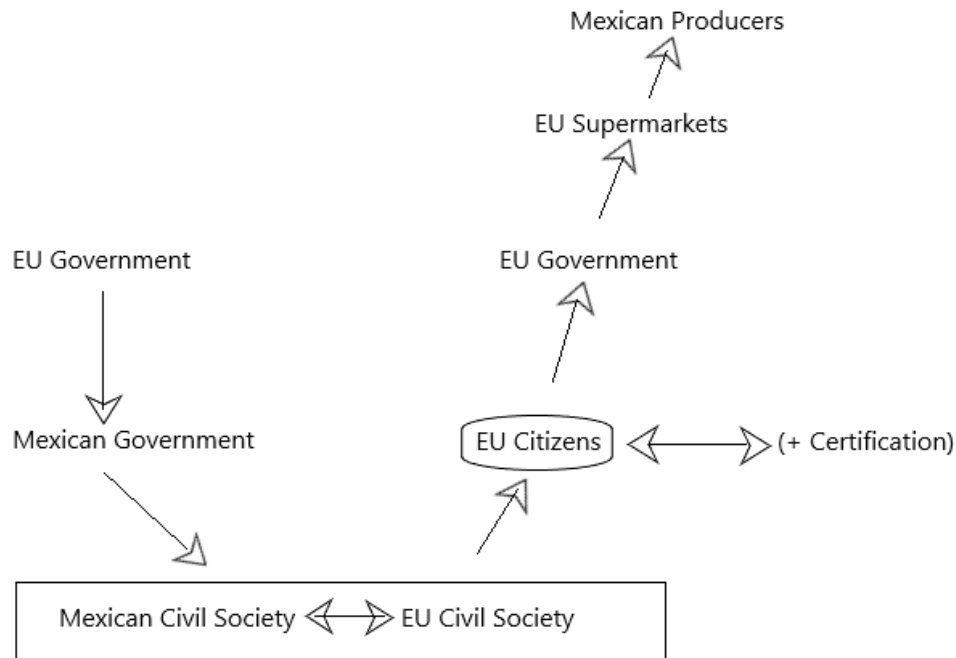 Mexican Producers
EU Supermarkets
EU Government
EU Government
Mexican Government
EU Citizens
(+ Certification)
Mexican Civil Society
EU Civil Society